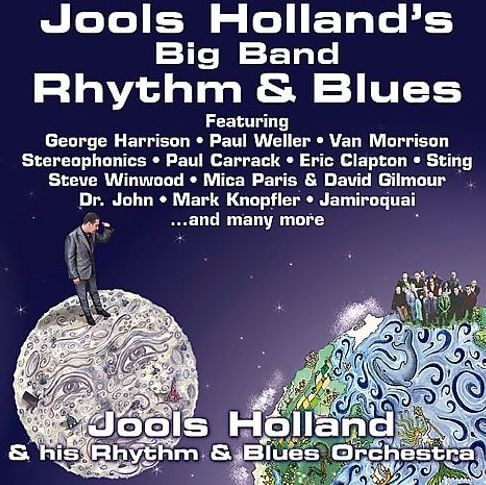 Jools Holland's
Big Band
Rhythm & Blues
Featuring
George Harrison • Paul Weller • Van Morrison
Stereophonics • Paul Carrack • Eric Clapton • Sting
Steve Winwood • Mica Paris & David Gilmour
Dr. John • Mark Knopfler • Jamiroquai
...and many more
Jools Holland
& his Rhythm & Blues Orchestra